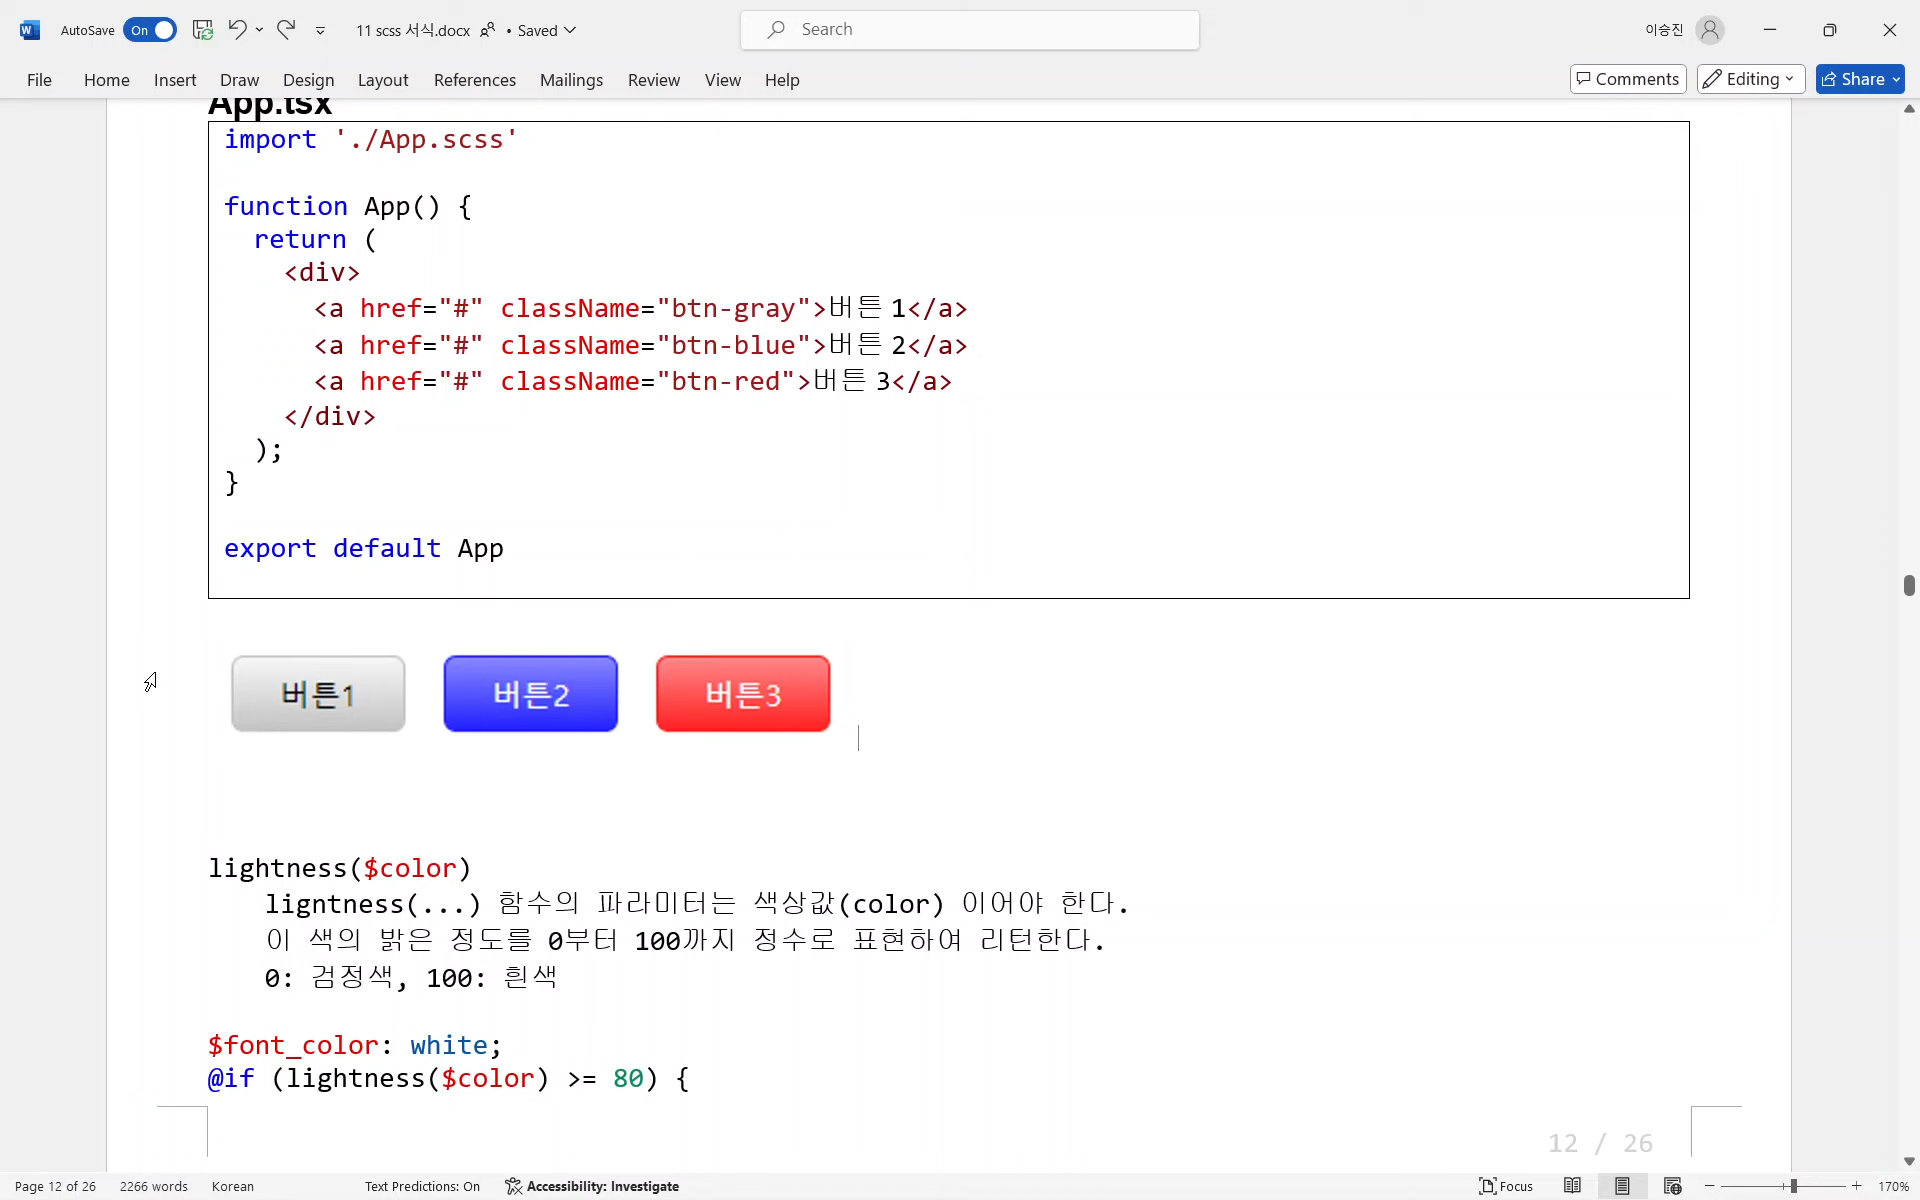 AutoSave On 11 scss 서식.docx • Saved Search 이승진
File Home Insert Draw Design Layout References Mailings Review View Help Comments Editing Share
App.tsx
import './App.scss'
function App() {
return (
<div>
<a href="#" className="btn-gray">버튼1</a>
<a href="#" className="btn-blue">버튼2</a>
<a href="#" className="btn-red">버튼3</a>
</div>
);
}
export default App
버튼1 버튼2 버튼3
lightness($color)
ligntness(...) 함수의 파라미터는 색상값(color) 이어야 한다.
이 색의 밝은 정도를 0부터 100까지 정수로 표현하여 리턴한다.
0: 검정색, 100: 흰색
$font_color: white;
@if (lightness($color) >= 80) {
12 / 26
Page 12 of 26 2266 words Korean Text Predictions: On Accessibility: Investigate Focus 170%